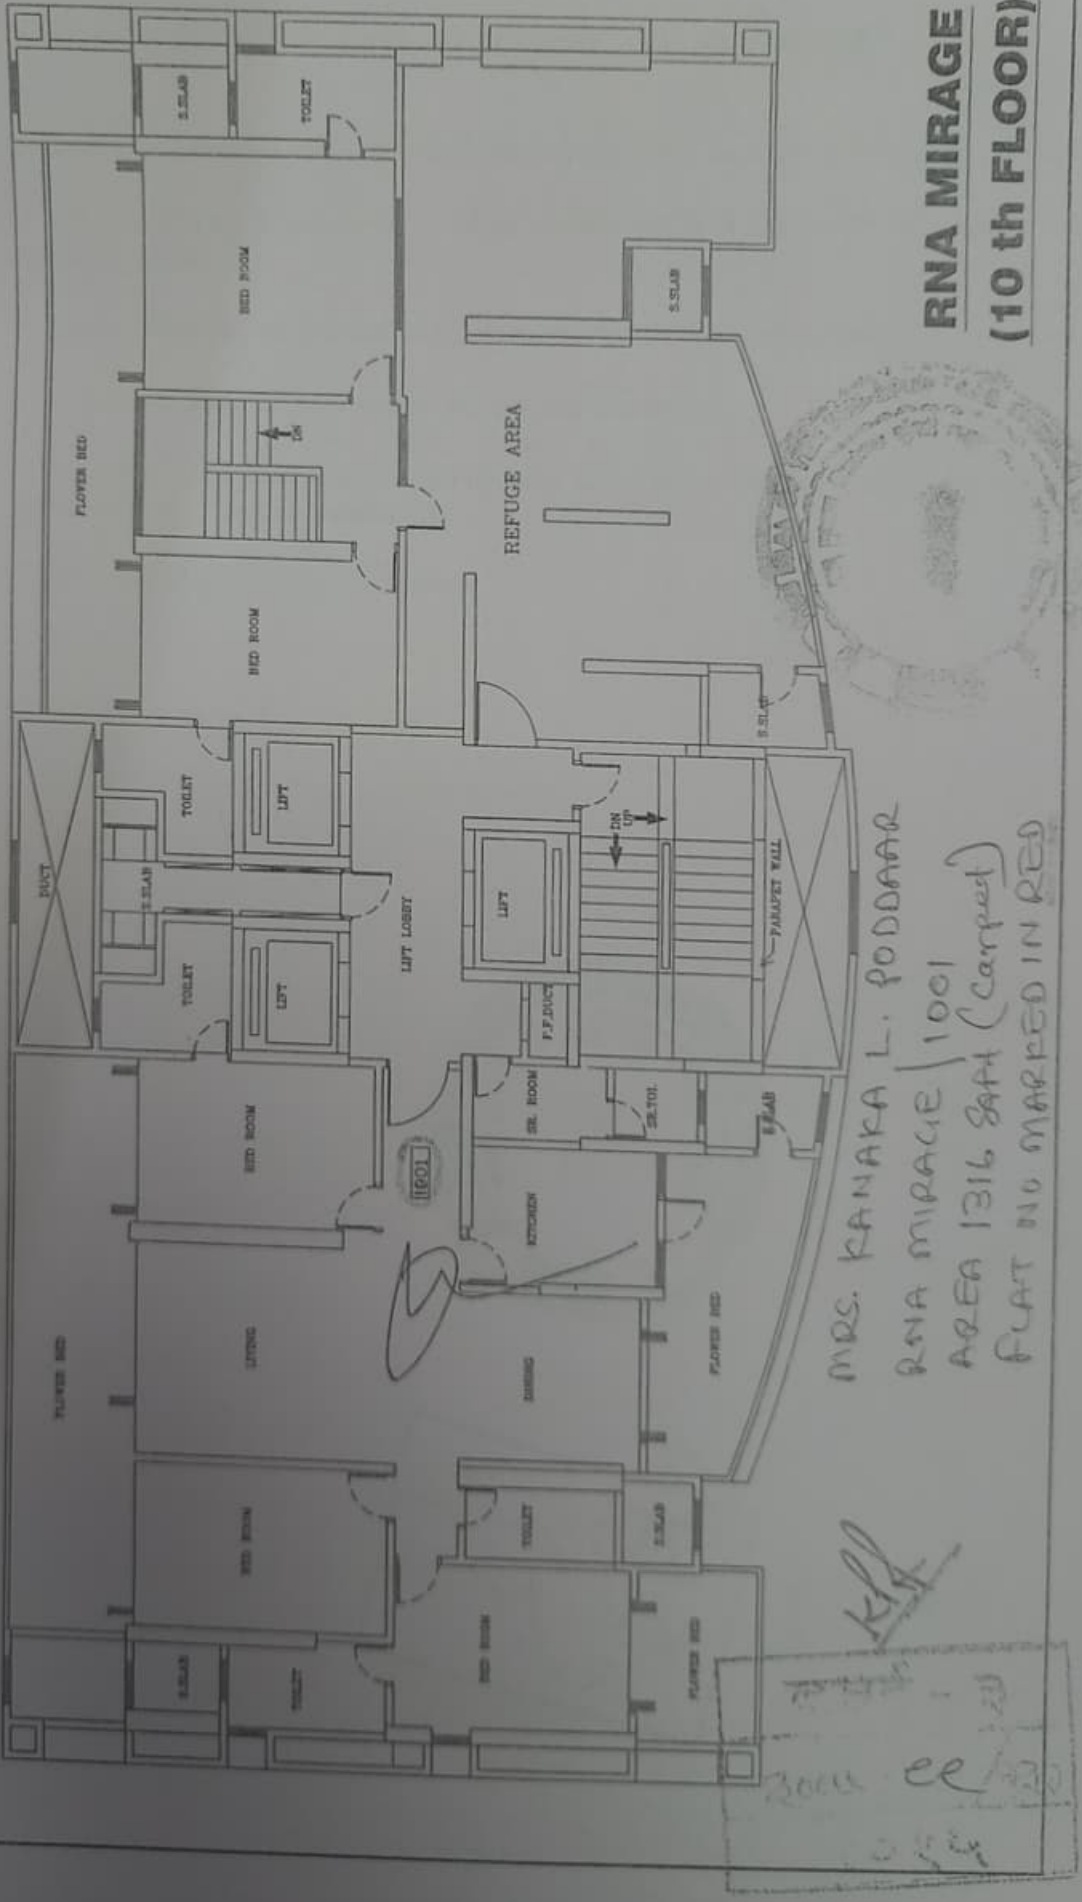 RNA MIRAGE
(10 th FLOOR)
FLOWER BED
DUCT
FLOWER BED
S.SLAB
BED ROOM
LIVING
BED ROOM
TOILET
S.SLAB
TOILET
BED ROOM
DN
BED ROOM
S.SLAB
TOILET
TOILET
LIFT
LIFT
LIFT LOBBY
1001
BED ROOM
TOILET
DINING
KITCHEN
SR. ROOM
F.F.DUCT
LIFT
REFUGE AREA
FLOWER BED
S.SLAB
FLOWER BED
SR.TOI.
S.SLAB
DN
UP
PARAPET WALL
S.SLAB
S.SLAB
MRS. KANAKA L. PODDAAR
RNA MIRAGE / 1001
AREA 1316 Sqft (Carpet)
FLAT NO MARKED IN RED